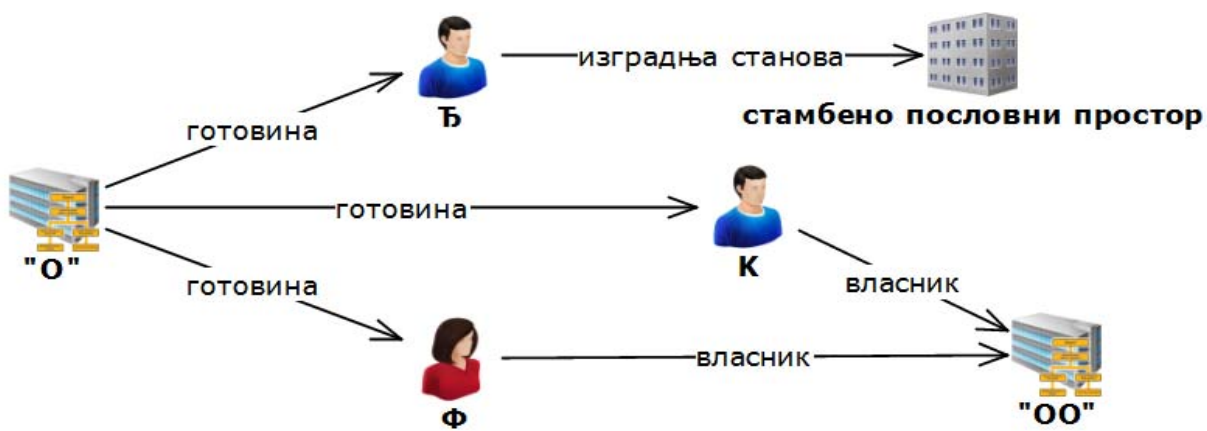 изградња станова
Ђ
стамбено пословни простор
готовина
готовина
"О"
К
готовина
власник
власник
Ф
"ОО"